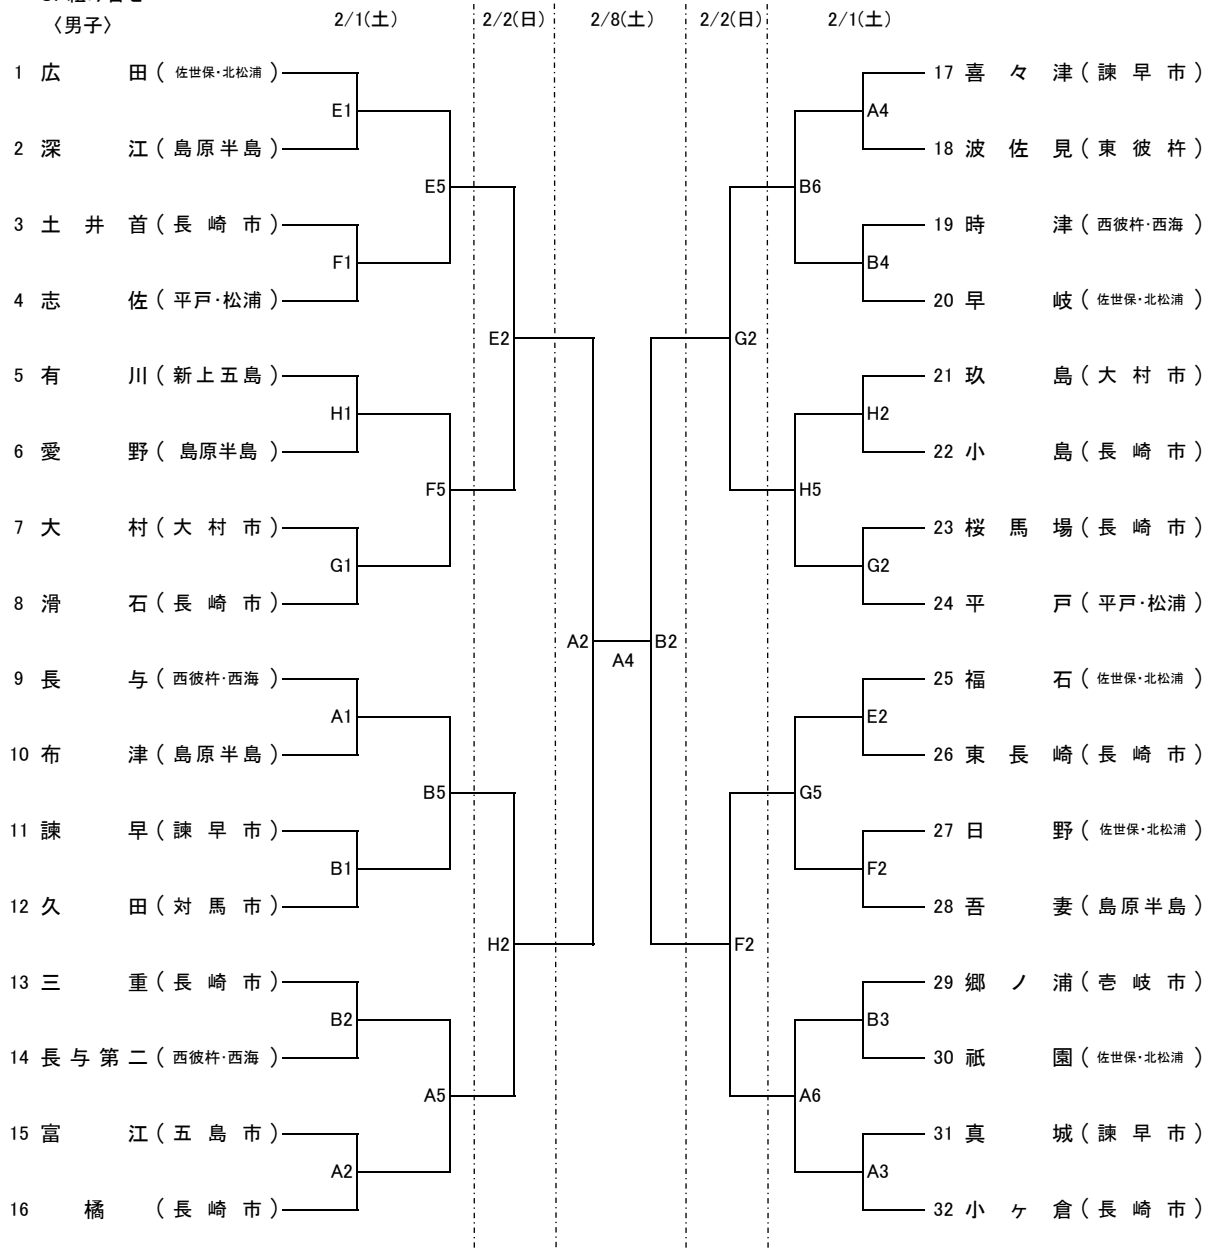 〈男子〉
2/1(土) 2/2(日) 2/8(土) 2/2(日) 2/1(土)
1 広田(佐世保・北松浦) 17 喜々津(諫早市)
E1 A4
2 深江(島原半島) 18 波佐見(東彼杵)
E5 B6
3 土井首(長崎市) 19 時津(西彼杵・西海)
F1 B4
4 志佐(平戸・松浦) 20 早岐(佐世保・北松浦)
E2 G2
5 有川(新上五島) 21 玖島(大村市)
H1 H2
6 愛野(島原半島) 22 小島(長崎市)
F5 H5
7 大村(大村市) 23 桜馬場(長崎市)
G1 G2
8 滑石(長崎市) 24 平戸(平戸・松浦)
A2 A4 B2
9 長与(西彼杵・西海) 25 福石(佐世保・北松浦)
A1 E2
10 布津(島原半島) 26 東長崎(長崎市)
B5 G5
11 諫早(諫早市) 27 日野(佐世保・北松浦)
B1 F2
12 久田(対馬市) 28 吾妻(島原半島)
H2 F2
13 三重(長崎市) 29 郷ノ浦(壱岐市)
B2 B3
14 長与第二(西彼杵・西海) 30 祇園(佐世保・北松浦)
A5 A6
15 富江(五島市) 31 真城(諫早市)
A2 A3
16 橘(長崎市) 32 小ヶ倉(長崎市)